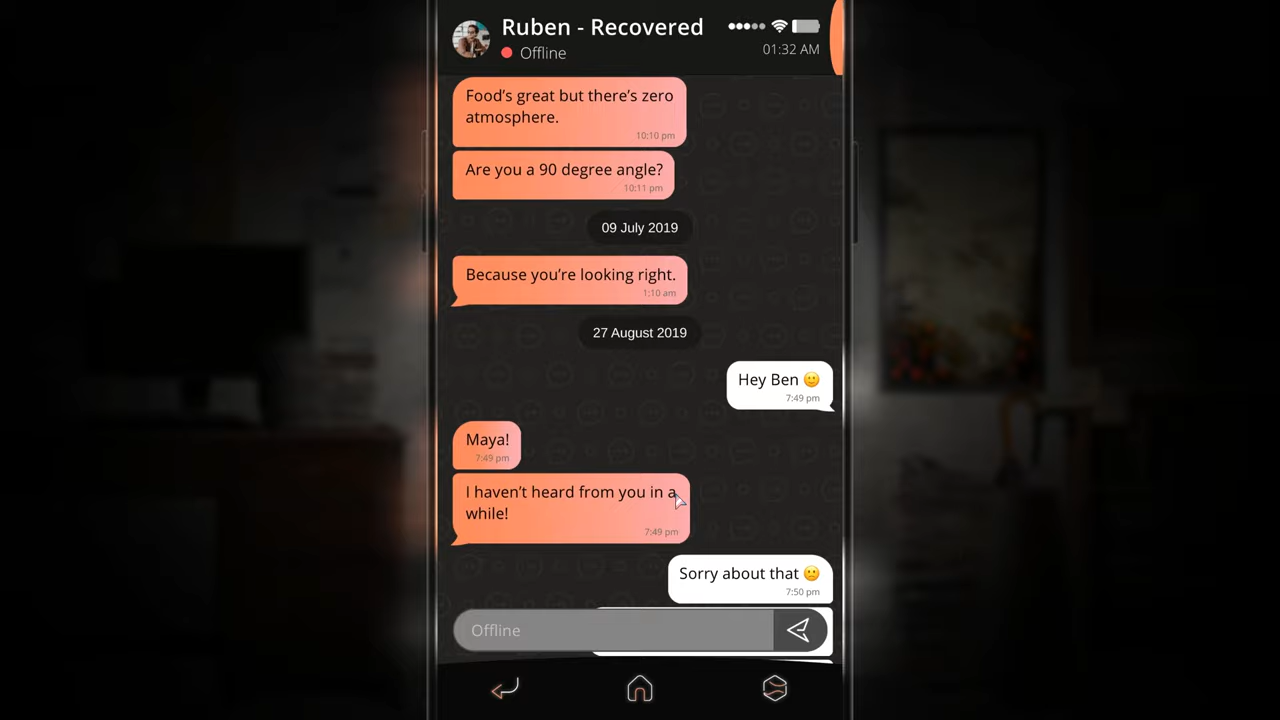 Ruben - Recovered
Offline
01:32 AM
Food's great but there's zero
atmosphere.
10:10 pm
Are you a 90 degree angle?
10:11 pm
09 July 2019
Because you're looking right.
1:10 am
27 August 2019
Hey Ben 🙂
7:49 pm
Maya!
7:49 pm
I haven't heard from you in a
while!
7:49 pm
Sorry about that 🙁
7:50 pm
Offline